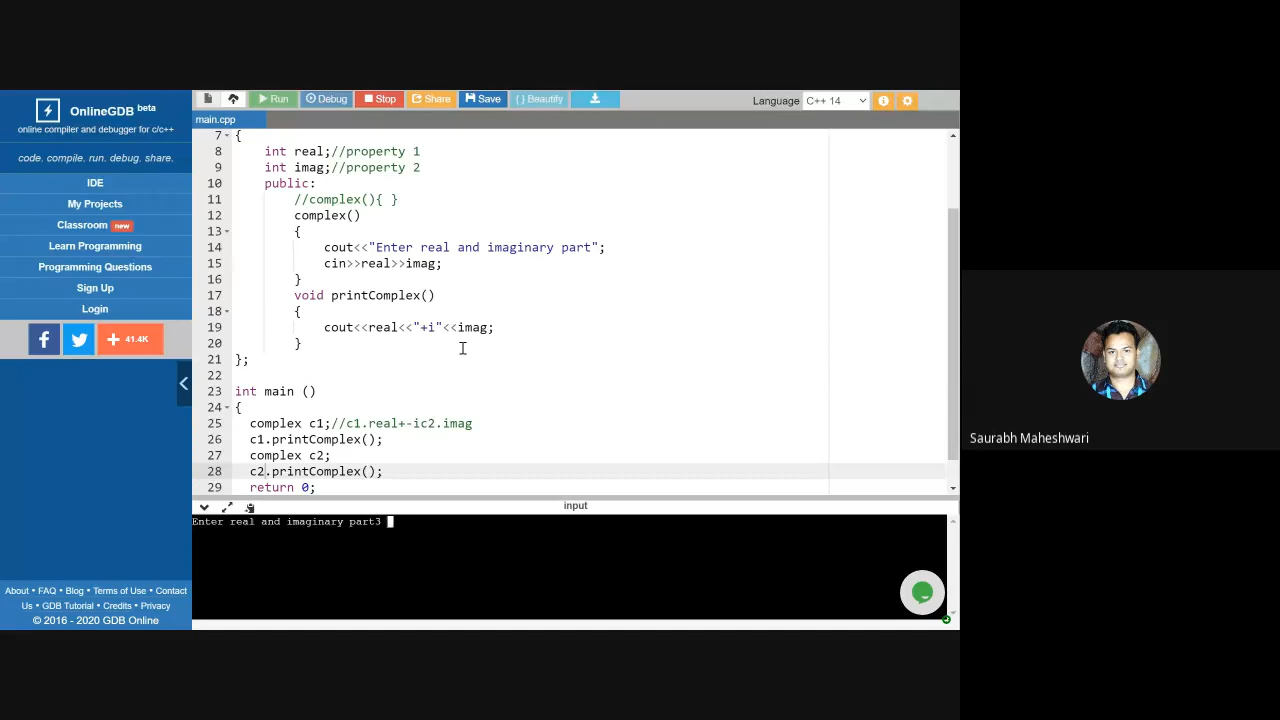 OnlineGDB beta
online compiler and debugger for c/c++
code. compile. run. debug. share.
IDE
My Projects
Classroom new
Learn Programming
Programming Questions
Sign Up
Login
41.4K
About • FAQ • Blog • Terms of Use • Contact
Us • GDB Tutorial • Credits • Privacy
© 2016 - 2020 GDB Online
Run Debug Stop Share Save { } Beautify
Language C++ 14
main.cpp
7 {
8 int real;//property 1
9 int imag;//property 2
10 public:
11 //complex(){ }
12 complex()
13 {
14 cout<<"Enter real and imaginary part";
15 cin>>real>>imag;
16 }
17 void printComplex()
18 {
19 cout<<real<<"+i"<<imag;
20 }
21 };
22
23 int main ()
24 {
25 complex c1;//c1.real+-ic2.imag
26 c1.printComplex();
27 complex c2;
28 c2.printComplex();
29 return 0;
input
Enter real and imaginary part3
Saurabh Maheshwari